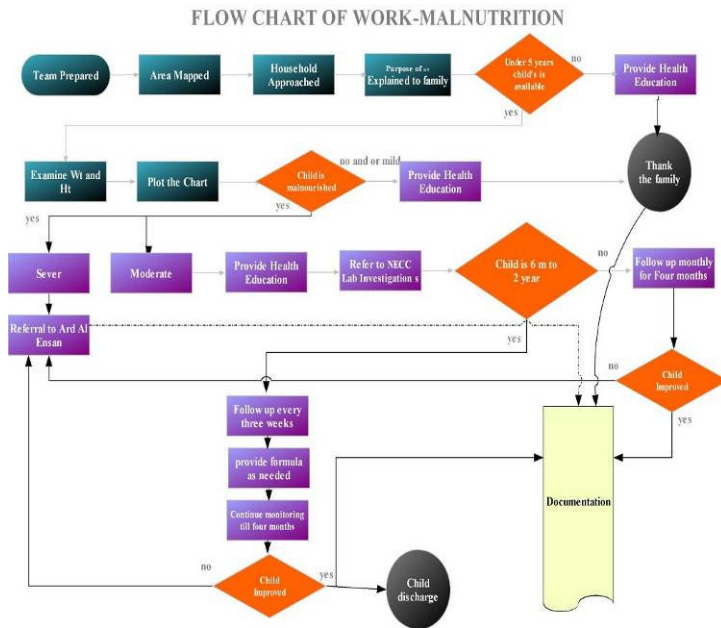 FLOW CHART OF WORK-MALNUTRITION
Team Prepared
Area Mapped
Household
Approached
Purpose of
Explained to family
Under 5 years
child's is
available
no
Provide Health
Education
yes
Examine Wt and
Ht
Plot the Chart
Child is
malnourished
no and or mild
Provide Health
Education
Thank
the family
yes
yes
Sever
Moderate
Provide Health
Education
Refer to NECC
Lab Investigation s
Child is 6 m to
2 year
no
Follow up monthly
for Four months
Referral to Ard Al
Ensan
yes
no
Child
Improved
yes
Follow up every
three weeks
provide formula
as needed
Continue monitoring
till four months
Documentation
no
Child
Improved
yes
Child
discharge